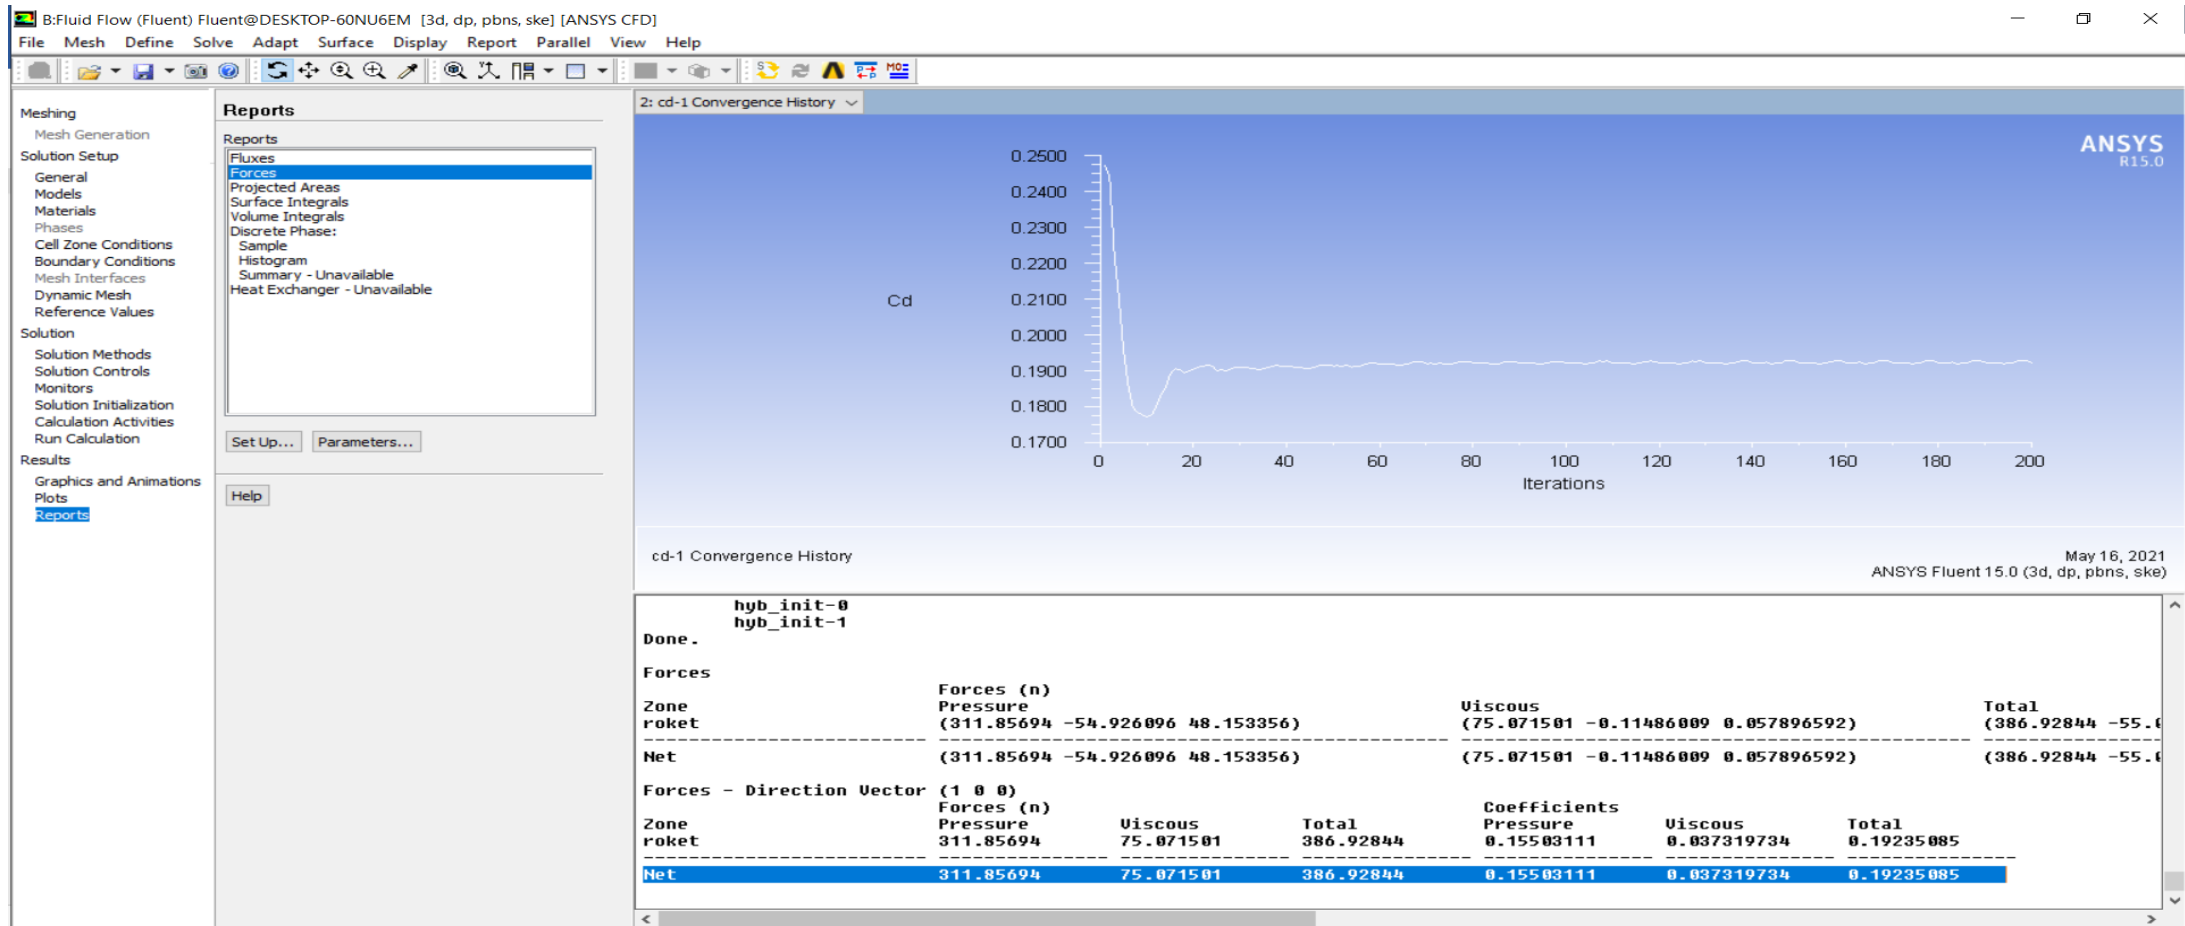 B:Fluid Flow (Fluent) Fluent@DESKTOP-60NU6EM [3d, dp, pbns, ske] [ANSYS CFD]
File Mesh Define Solve Adapt Surface Display Report Parallel View Help
Meshing
Mesh Generation
Solution Setup
General
Models
Materials
Phases
Cell Zone Conditions
Boundary Conditions
Mesh Interfaces
Dynamic Mesh
Reference Values
Solution
Solution Methods
Solution Controls
Monitors
Solution Initialization
Calculation Activities
Run Calculation
Results
Graphics and Animations
Plots
Reports
Reports
Reports
Fluxes
Forces
Projected Areas
Surface Integrals
Volume Integrals
Discrete Phase:
Sample
Histogram
Summary - Unavailable
Heat Exchanger - Unavailable
Set Up... Parameters...
Help
2: cd-1 Convergence History
ANSYS
R15.0
0.2500
0.2400
0.2300
0.2200
0.2100
0.2000
0.1900
0.1800
0.1700
Cd
0 20 40 60 80 100 120 140 160 180 200
Iterations
cd-1 Convergence History
May 16, 2021
ANSYS Fluent 15.0 (3d, dp, pbns, ske)
hyb_init-0
hyb_init-1
Done.
Forces
Forces (n)
Zone Pressure Viscous Total
roket (311.85694 -54.926096 48.153356) (75.071501 -0.11486009 0.057896592) (386.92844 -55.0
Net (311.85694 -54.926096 48.153356) (75.071501 -0.11486009 0.057896592) (386.92844 -55.0
Forces - Direction Vector (1 0 0)
Forces (n) Coefficients
Zone Pressure Viscous Total Pressure Viscous Total
roket 311.85694 75.071501 386.92844 0.15503111 0.037319734 0.19235085
Net 311.85694 75.071501 386.92844 0.15503111 0.037319734 0.19235085